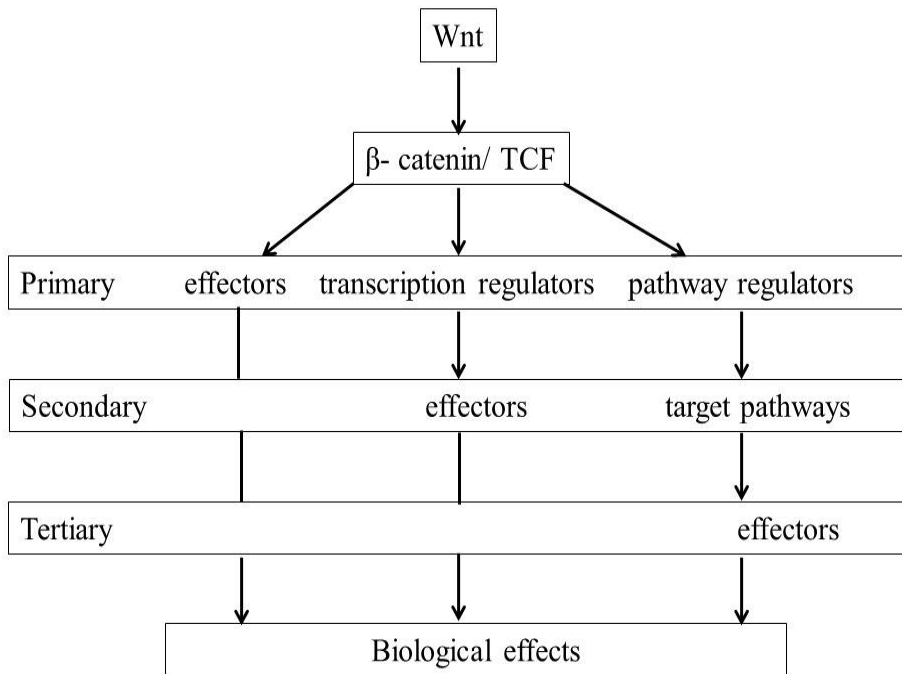 Wnt
β- catenin/ TCF
Primary effectors transcription regulators pathway regulators
Secondary effectors target pathways
Tertiary effectors
Biological effects